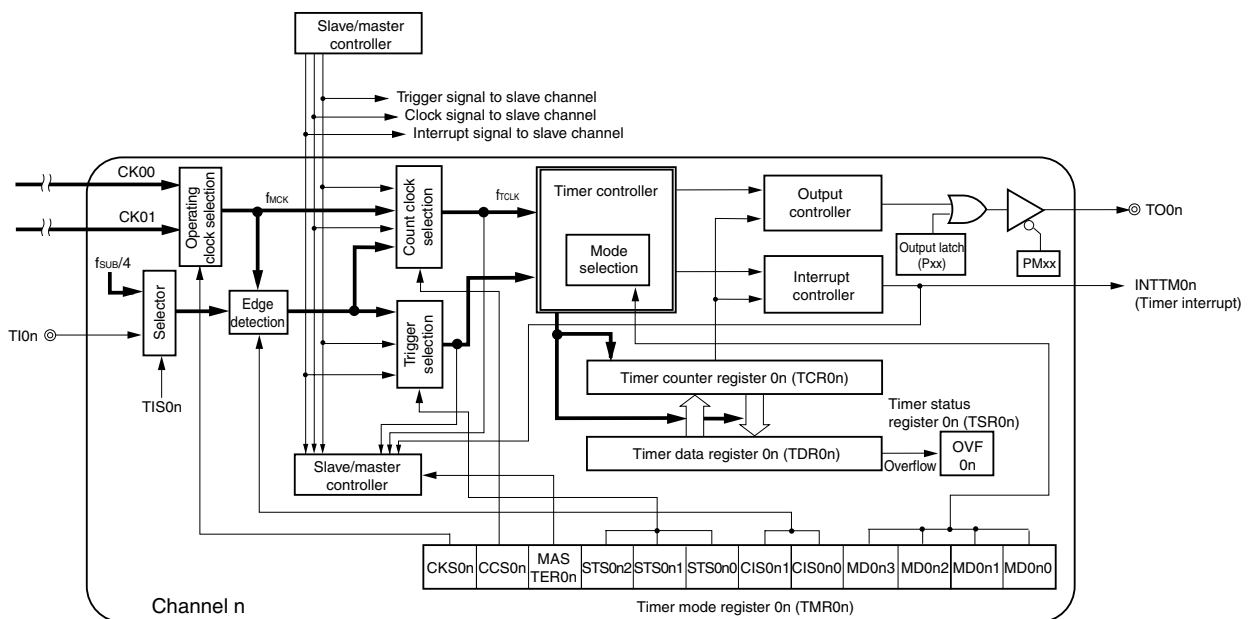 Slave/master
controller
Trigger signal to slave channel
Clock signal to slave channel
Interrupt signal to slave channel
CK00
CK01
Operating
clock selection
fMCK
Count clock
selection
fTCLK
Timer controller
Mode
selection
Output
controller
Output latch
(Pxx)
PMxx
TO0n
Interrupt
controller
INTTM0n
(Timer interrupt)
fSUB/4
Selector
TI0n
TIS0n
Edge
detection
Trigger
selection
Timer counter register 0n (TCR0n)
Timer data register 0n (TDR0n)
Timer status
register 0n (TSR0n)
Overflow
OVF
0n
Slave/master
controller
CKS0n CCS0n MAS
TER0n STS0n2 STS0n1 STS0n0 CIS0n1 CIS0n0 MD0n3 MD0n2 MD0n1 MD0n0
Channel n
Timer mode register 0n (TMR0n)